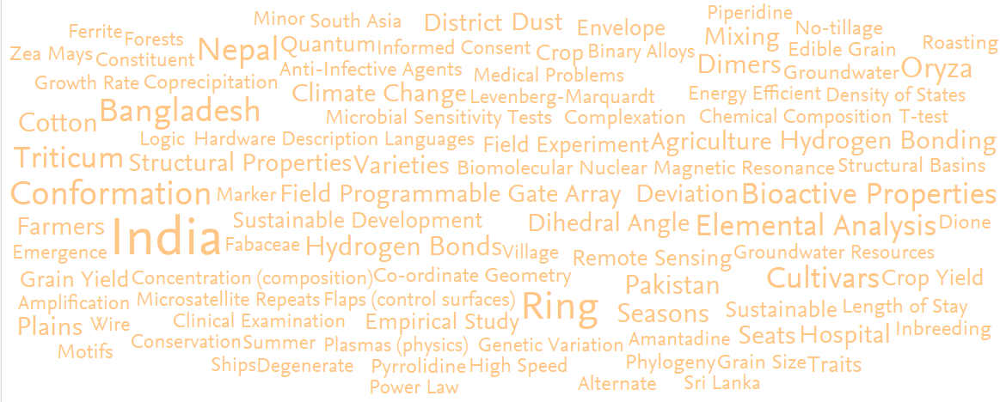 Minor South Asia District Dust Envelope Piperidine
Ferrite Forests Nepal Quantum Informed Consent Crop Binary Alloys Mixing No-tillage Edible Grain Roasting
Zea Mays Constituent Anti-Infective Agents Medical Problems Dimers Groundwater Oryza
Growth Rate Coprecipitation Climate Change Levenberg-Marquardt Energy Efficient Density of States
Cotton Bangladesh Microbial Sensitivity Tests Complexation Chemical Composition T-test
Logic Hardware Description Languages Field Experiment Agriculture Hydrogen Bonding
Triticum Structural Properties Varieties Biomolecular Nuclear Magnetic Resonance Structural Basins
Conformation Marker Field Programmable Gate Array Deviation Bioactive Properties
Farmers India Sustainable Development Dihedral Angle Elemental Analysis Dione
Emergence Fabaceae Hydrogen Bonds Village Remote Sensing Groundwater Resources
Grain Yield Concentration (composition) Co-ordinate Geometry Pakistan Cultivars Crop Yield
Amplification Microsatellite Repeats Flaps (control surfaces) Ring Seasons Sustainable Length of Stay
Plains Wire Clinical Examination Empirical Study Amantadine Seats Hospital Inbreeding
Motifs Conservation Summer Plasmas (physics) Genetic Variation
Ships Degenerate Pyrrolidine High Speed Phylogeny Grain Size Traits
Power Law Alternate Sri Lanka